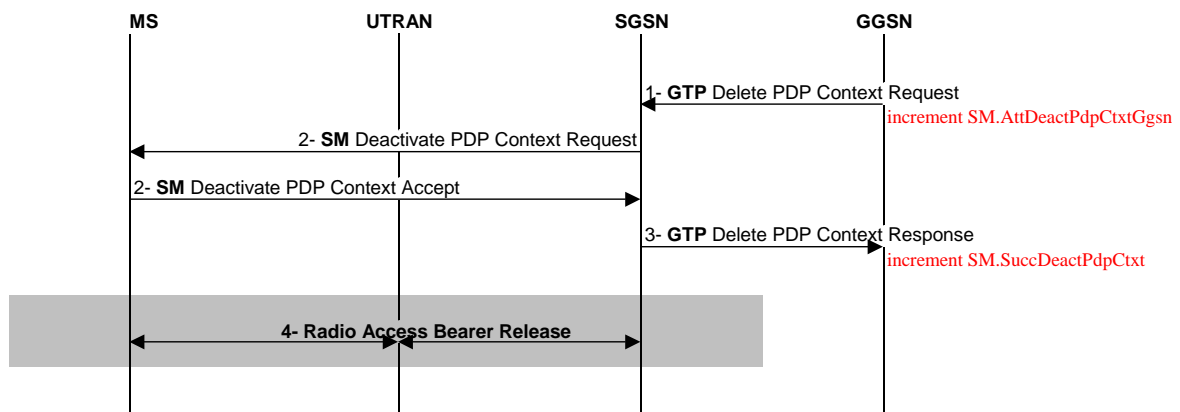 MS UTRAN SGSN GGSN
1- GTP Delete PDP Context Request
increment SM.AttDeactPdpCtxtGgsn
2- SM Deactivate PDP Context Request
2- SM Deactivate PDP Context Accept
3- GTP Delete PDP Context Response
increment SM.SuccDeactPdpCtxt
4- Radio Access Bearer Release